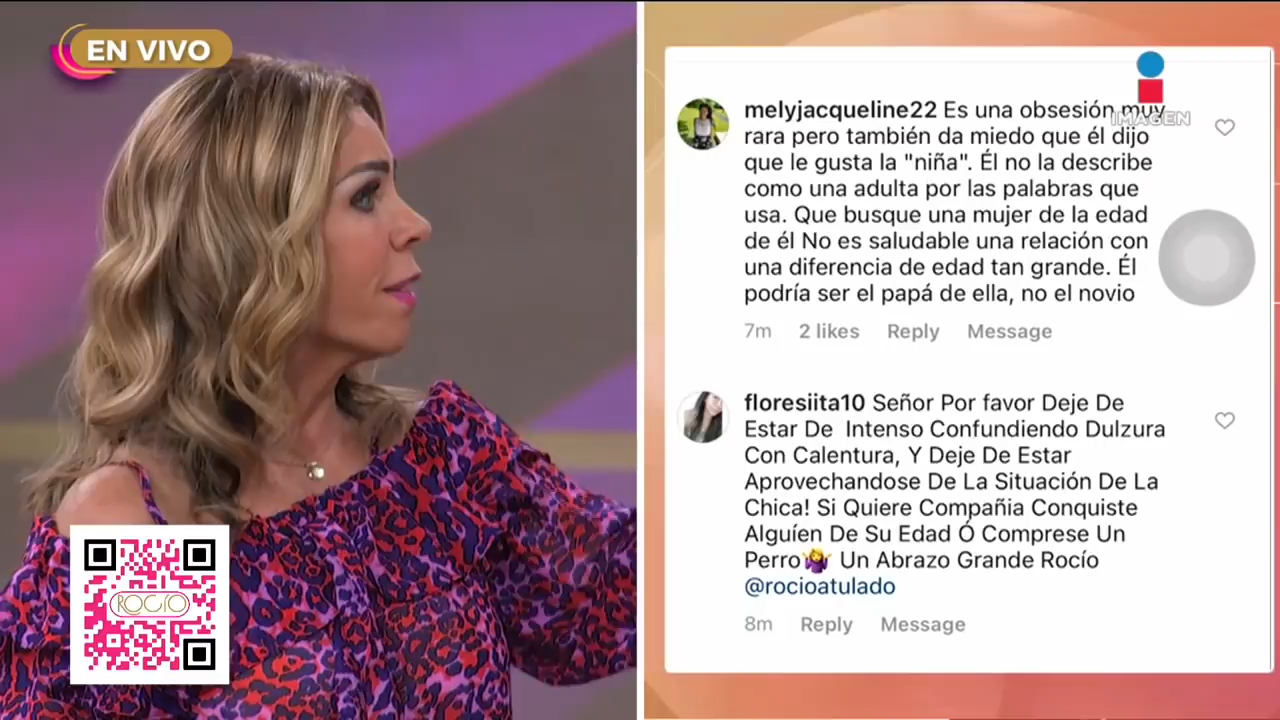 EN VIVO
ROCÍO
IMAGEN
melyjacqueline22 Es una obsesión muy
rara pero también da miedo que él dijo
que le gusta la "niña". Él no la describe
como una adulta por las palabras que
usa. Que busque una mujer de la edad
de él No es saludable una relación con
una diferencia de edad tan grande. Él
podría ser el papá de ella, no el novio
7m 2 likes Reply Message
floresiita10 Señor Por favor Deje De
Estar De Intenso Confundiendo Dulzura
Con Calentura, Y Deje De Estar
Aprovechandose De La Situación De La
Chica! Si Quiere Compañia Conquiste
Alguíen De Su Edad Ó Comprese Un
Perro🤷‍♀️ Un Abrazo Grande Rocío
@rocioatulado
8m Reply Message